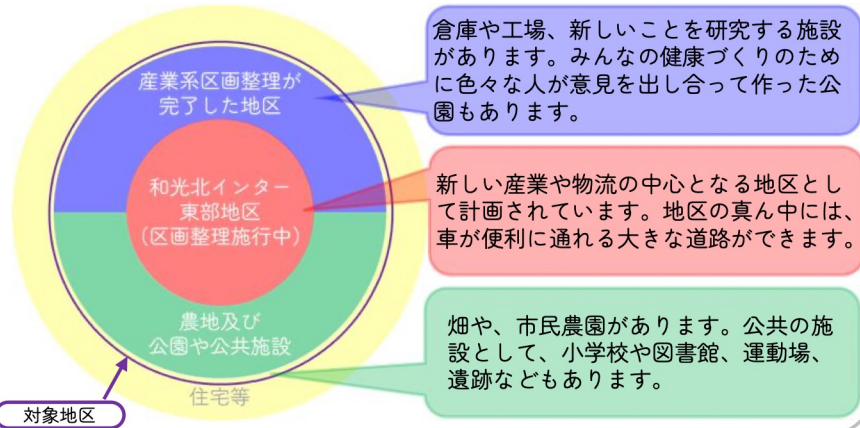 産業系区画整理が
完了した地区
和光北インター
東部地区
(区画整理施行中)
農地及び
公園や公共施設
住宅等
対象地区
倉庫や工場、新しいことを研究する施設
があります。みんなの健康づくりのため
に色々な人が意見を出し合って作った公
園もあります。
新しい産業や物流の中心となる地区とし
て計画されています。地区の真ん中には、
車が便利に通れる大きな道路ができます。
畑や、市民農園があります。公共の施
設として、小学校や図書館、運動場、
遺跡などもあります。